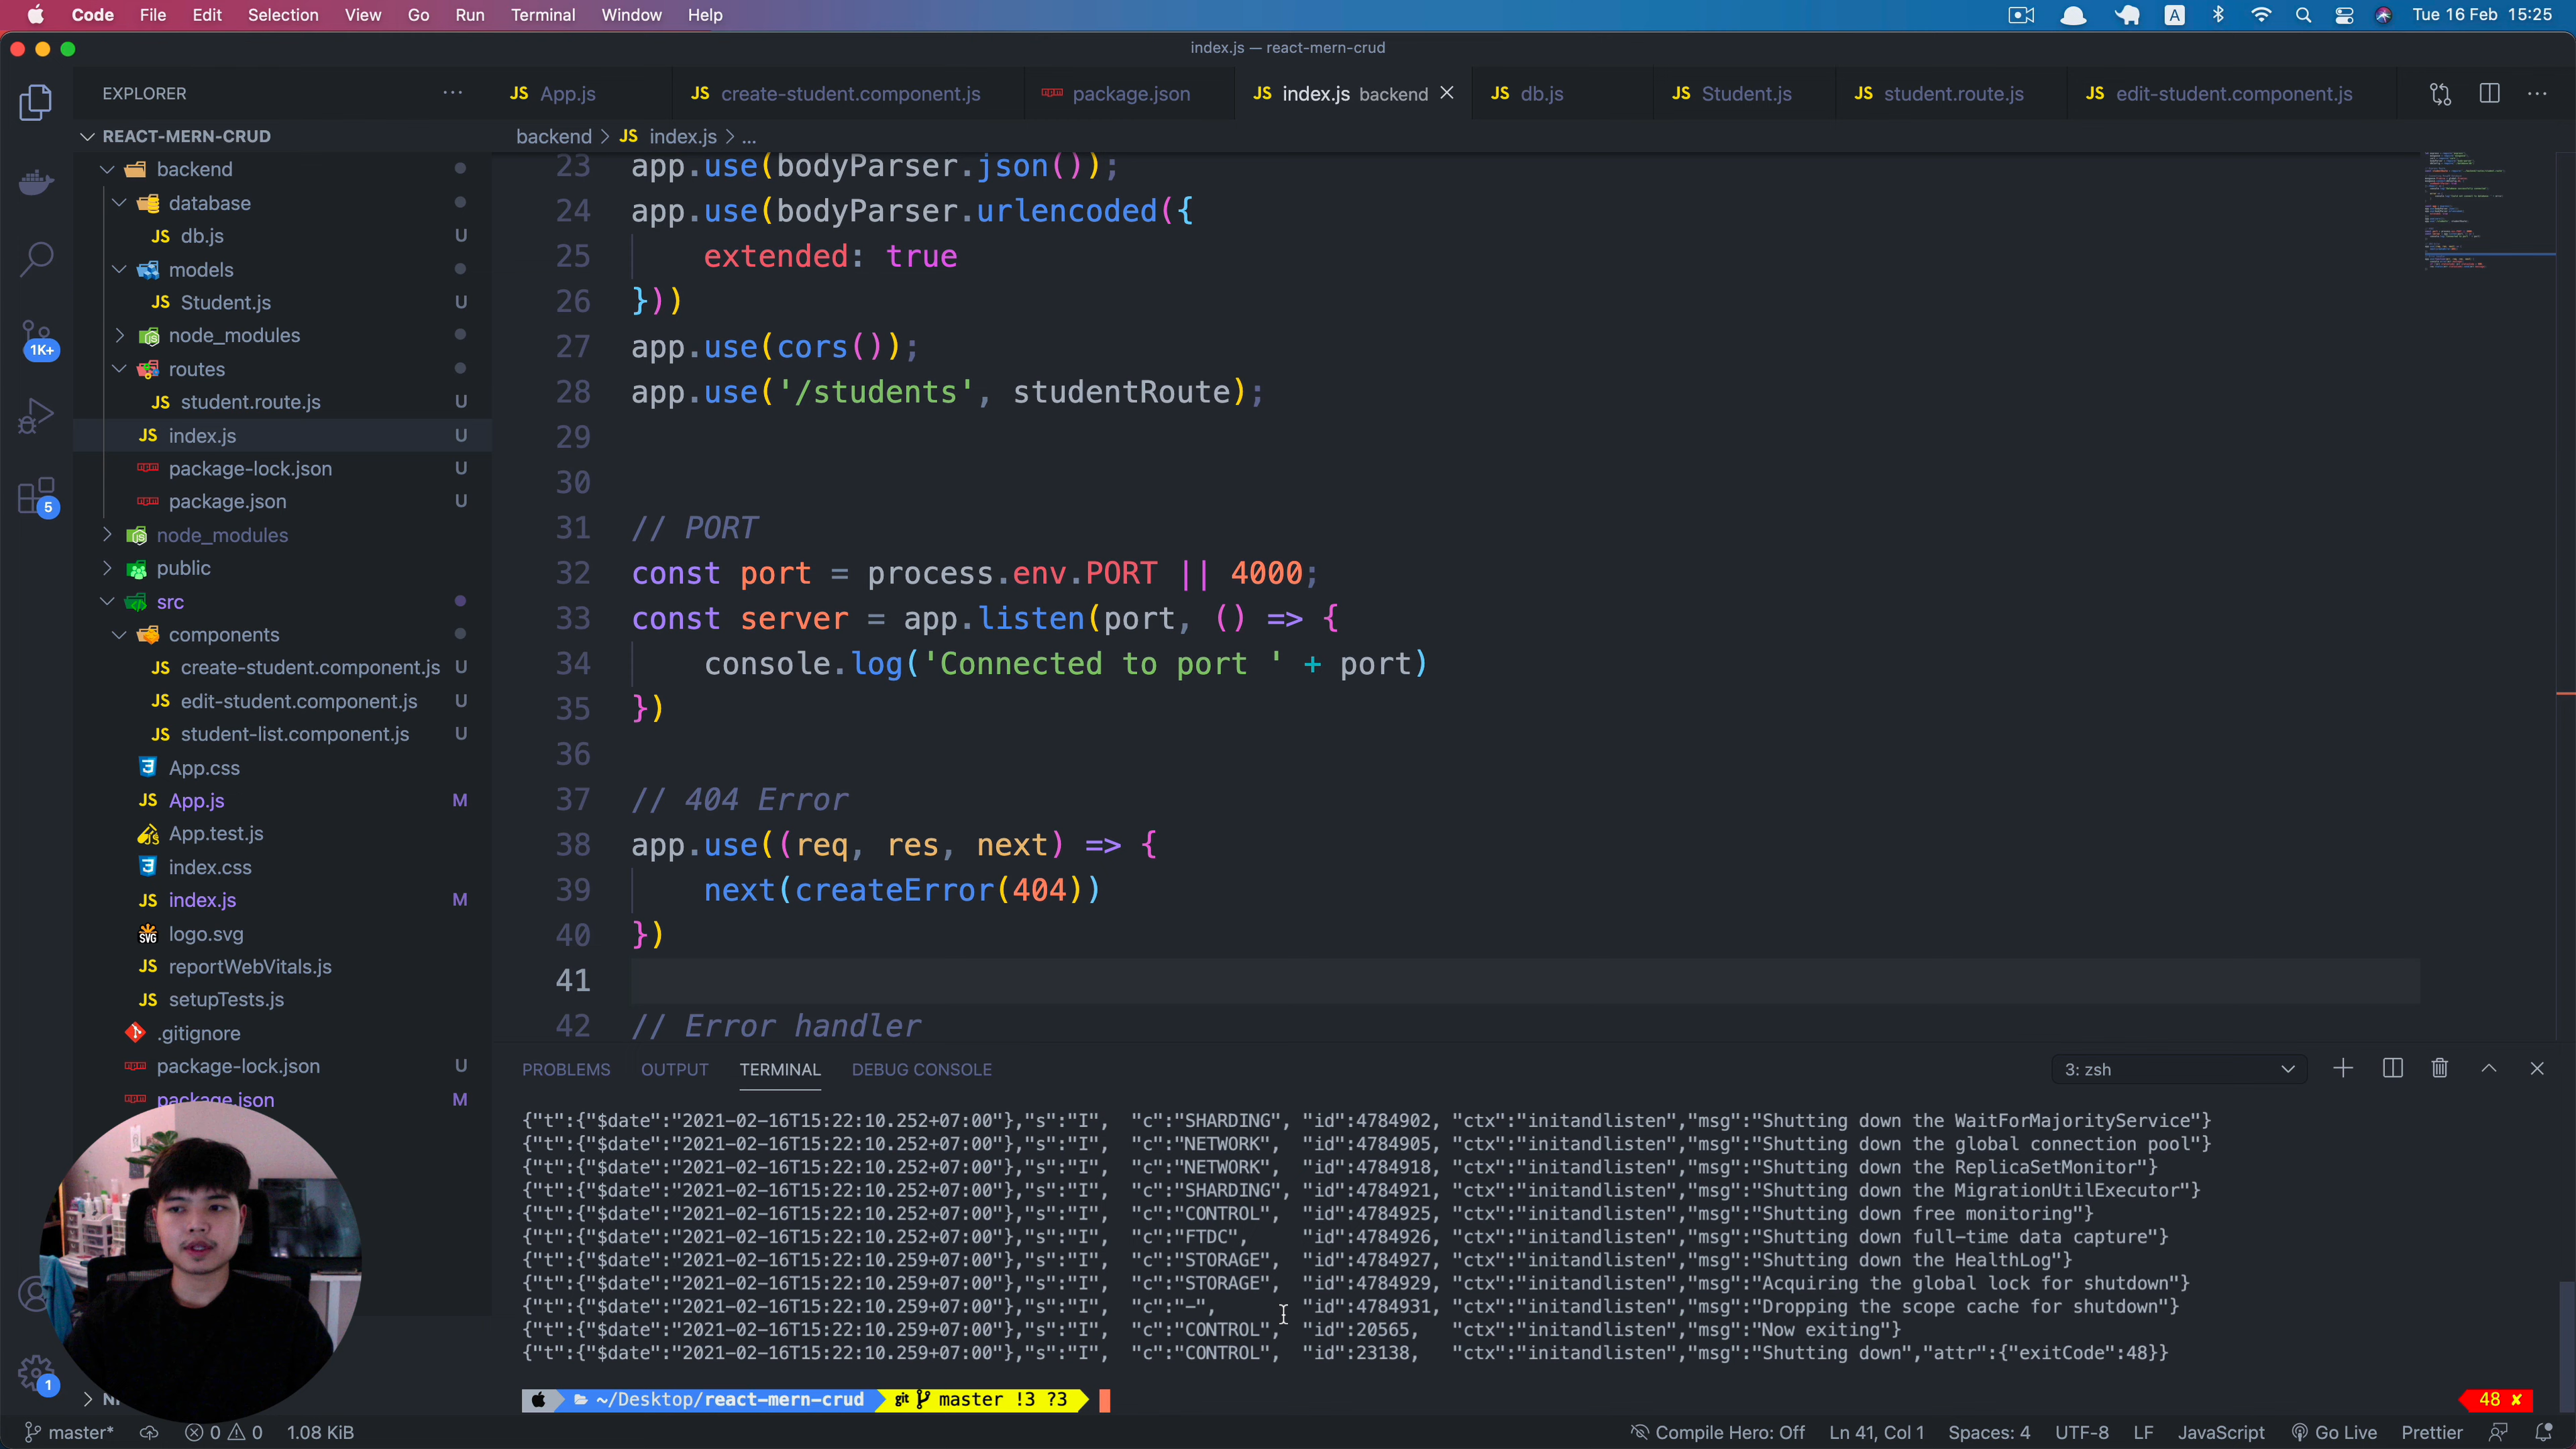 Code File Edit Selection View Go Run Terminal Window Help
A
Tue 16 Feb 15:25
index.js — react-mern-crud
EXPLORER
JS App.js
JS create-student.component.js
package.json
JS index.js backend
JS db.js
JS Student.js
JS student.route.js
JS edit-student.component.js
backend > JS index.js > ...
REACT-MERN-CRUD
backend
database
JS db.js U
models
JS Student.js U
node_modules
routes
JS student.route.js U
JS index.js U
package-lock.json U
package.json U
node_modules
public
src
components
JS create-student.component.js U
JS edit-student.component.js U
JS student-list.component.js U
App.css
JS App.js M
App.test.js
index.css
JS index.js M
SVG logo.svg
JS reportWebVitals.js
JS setupTests.js
.gitignore
package-lock.json U
package.json M
1K+
5
1
23 app.use(bodyParser.json());
24 app.use(bodyParser.urlencoded({
25 extended: true
26 }))
27 app.use(cors());
28 app.use('/students', studentRoute);
29
30
31 // PORT
32 const port = process.env.PORT || 4000;
33 const server = app.listen(port, () => {
34 console.log('Connected to port ' + port)
35 })
36
37 // 404 Error
38 app.use((req, res, next) => {
39 next(createError(404))
40 })
41
42 // Error handler
PROBLEMS OUTPUT TERMINAL DEBUG CONSOLE
3: zsh
{"t":{"$date":"2021-02-16T15:22:10.252+07:00"},"s":"I", "c":"SHARDING", "id":4784902, "ctx":"initandlisten","msg":"Shutting down the WaitForMajorityService"}
{"t":{"$date":"2021-02-16T15:22:10.252+07:00"},"s":"I", "c":"NETWORK", "id":4784905, "ctx":"initandlisten","msg":"Shutting down the global connection pool"}
{"t":{"$date":"2021-02-16T15:22:10.252+07:00"},"s":"I", "c":"NETWORK", "id":4784918, "ctx":"initandlisten","msg":"Shutting down the ReplicaSetMonitor"}
{"t":{"$date":"2021-02-16T15:22:10.252+07:00"},"s":"I", "c":"SHARDING", "id":4784921, "ctx":"initandlisten","msg":"Shutting down the MigrationUtilExecutor"}
{"t":{"$date":"2021-02-16T15:22:10.252+07:00"},"s":"I", "c":"CONTROL", "id":4784925, "ctx":"initandlisten","msg":"Shutting down free monitoring"}
{"t":{"$date":"2021-02-16T15:22:10.252+07:00"},"s":"I", "c":"FTDC", "id":4784926, "ctx":"initandlisten","msg":"Shutting down full-time data capture"}
{"t":{"$date":"2021-02-16T15:22:10.259+07:00"},"s":"I", "c":"STORAGE", "id":4784927, "ctx":"initandlisten","msg":"Shutting down the HealthLog"}
{"t":{"$date":"2021-02-16T15:22:10.259+07:00"},"s":"I", "c":"STORAGE", "id":4784929, "ctx":"initandlisten","msg":"Acquiring the global lock for shutdown"}
{"t":{"$date":"2021-02-16T15:22:10.259+07:00"},"s":"I", "c":"-", "id":4784931, "ctx":"initandlisten","msg":"Dropping the scope cache for shutdown"}
{"t":{"$date":"2021-02-16T15:22:10.259+07:00"},"s":"I", "c":"CONTROL", "id":20565, "ctx":"initandlisten","msg":"Now exiting"}
{"t":{"$date":"2021-02-16T15:22:10.259+07:00"},"s":"I", "c":"CONTROL", "id":23138, "ctx":"initandlisten","msg":"Shutting down","attr":{"exitCode":48}}
~/Desktop/react-mern-crud git master !3 ?3
48 ✘
master* 0 0 1.08 KiB
Compile Hero: Off Ln 41, Col 1 Spaces: 4 UTF-8 LF JavaScript Go Live Prettier